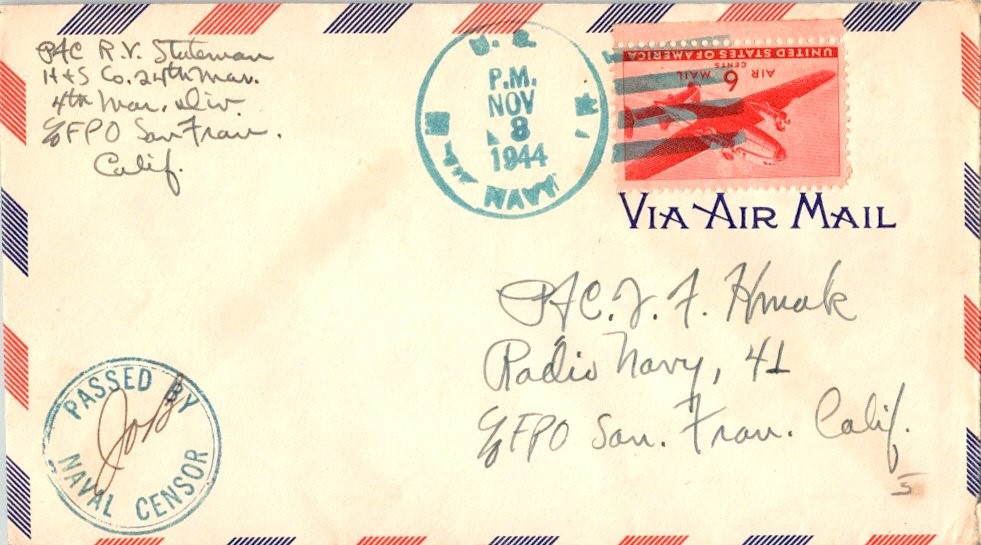 Pfc R.V. Stuteman
H+S Co. 24th Mar.
4th Mar. Div
c/o FPO San Fran.
Calif.
U.S.
P.M.
NOV
8
1944
NAVY
UNITED STATES OF AMERICA
6
CENTS
AIR
MAIL
VIA AIR MAIL
PFC. J. F. Hmak
Radio Navy, 41
c/o FPO San. Fran. Calif.
5
PASSED BY
NAVAL CENSOR